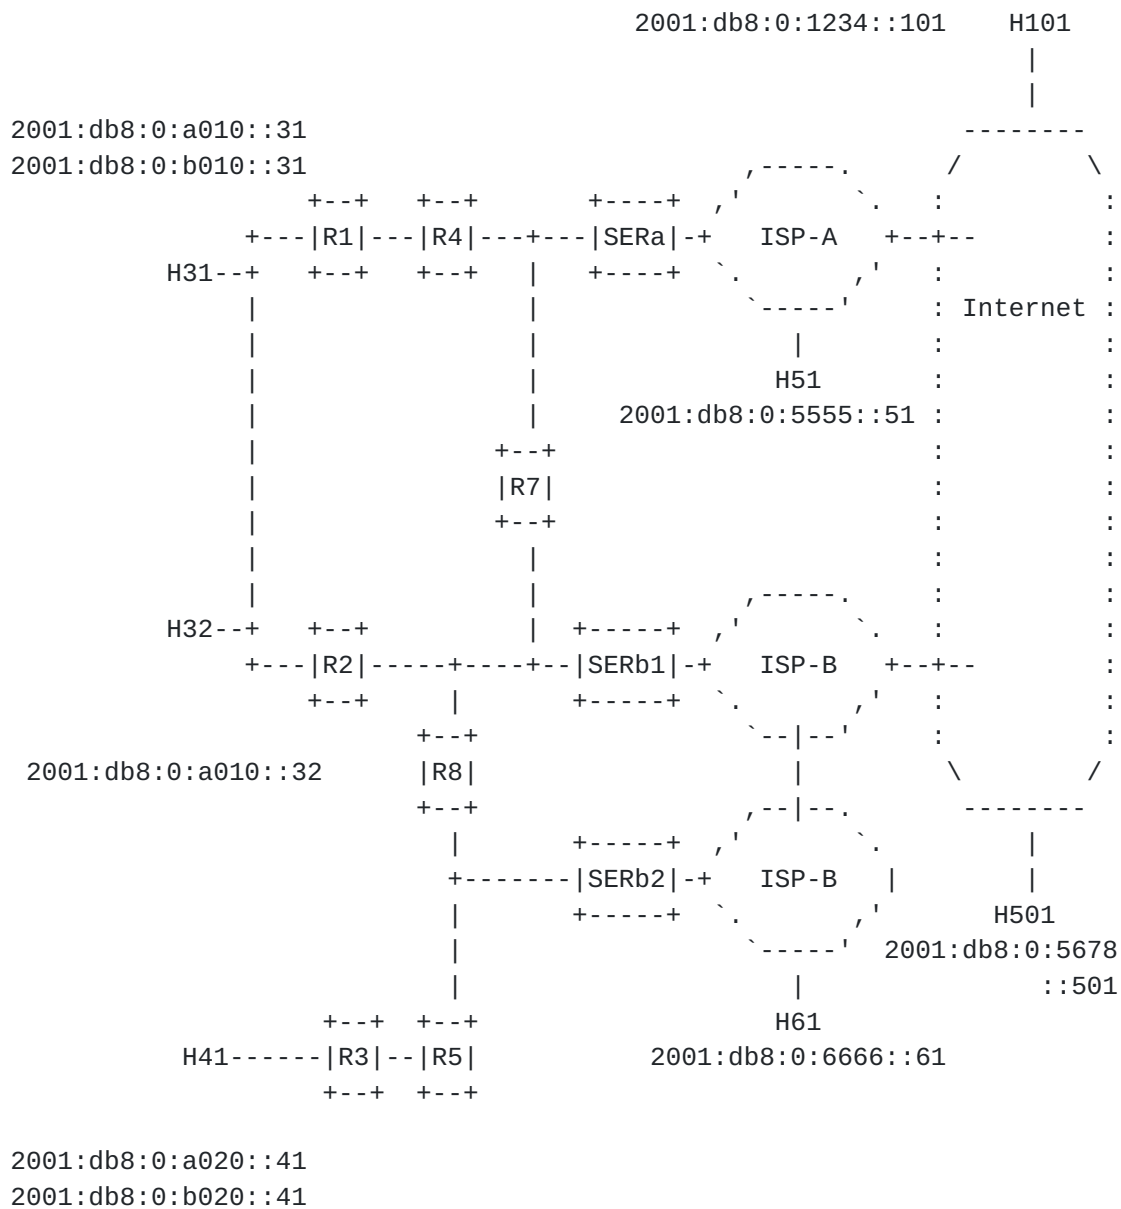 2001:db8:0:1234::101    H101
                                                                  |
                                                                  |
2001:db8:0:a010::31                                           --------
2001:db8:0:b010::31                            ,-----.      /        \
                   +--+   +--+       +----+  ,'       `.   :          :
               +---|R1|---|R4|---+---|SERa|-+   ISP-A   +--+--        :
          H31--+   +--+   +--+   |   +----+  `.       ,'   :          :
               |                 |             `-----'     : Internet :
               |                 |                |        :          :
               |                 |               H51       :          :
               |                 |     2001:db8:0:5555::51 :          :
               |               +--+                        :          :
               |               |R7|                        :          :
               |               +--+                        :          :
               |                 |                         :          :
               |                 |             ,-----.     :          :
          H32--+   +--+          |  +-----+  ,'       `.   :          :
               +---|R2|-----+----+--|SERb1|-+   ISP-B   +--+--        :
                   +--+     |       +-----+  `.       ,'   :          :
                          +--+                 `--|--'     :          :
 2001:db8:0:a010::32      |R8|                    |         \        /
                          +--+                 ,--|--.       --------
                            |       +-----+  ,'       `.         |
                            +-------|SERb2|-+   ISP-B   |        |
                            |       +-----+  `.       ,'       H501
                            |                  `-----'  2001:db8:0:5678
                            |                     |               ::501
                    +--+  +--+                   H61
           H41------|R3|--|R5|           2001:db8:0:6666::61
                    +--+  +--+
2001:db8:0:a020::41
2001:db8:0:b020::41